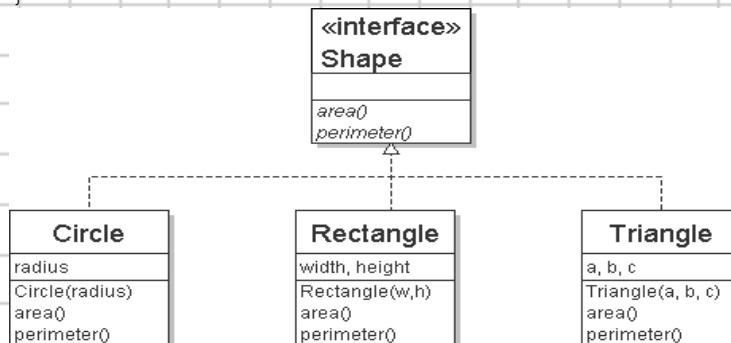 «interface»
Shape
area()
perimeter()
Circle
radius
Circle(radius)
area()
perimeter()
Rectangle
width, height
Rectangle(w,h)
area()
perimeter()
Triangle
a, b, c
Triangle(a, b, c)
area()
perimeter()